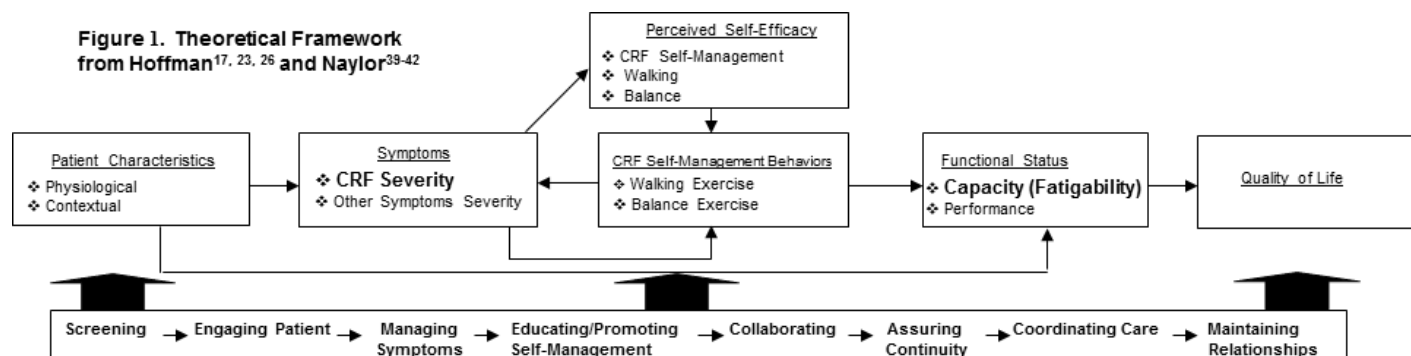 Figure 1. Theoretical Framework
from Hoffman17, 23, 26 and Naylor39-42
Perceived Self-Efficacy
❖ CRF Self-Management
❖ Walking
❖ Balance
Patient Characteristics
❖ Physiological
❖ Contextual
Symptoms
❖ CRF Severity
❖ Other Symptoms Severity
CRF Self-Management Behaviors
❖ Walking Exercise
❖ Balance Exercise
Functional Status
❖ Capacity (Fatigability)
❖ Performance
Quality of Life
Screening
Engaging Patient
Managing
Symptoms
Educating/Promoting
Self-Management
Collaborating
Assuring
Continuity
Coordinating Care
Maintaining
Relationships